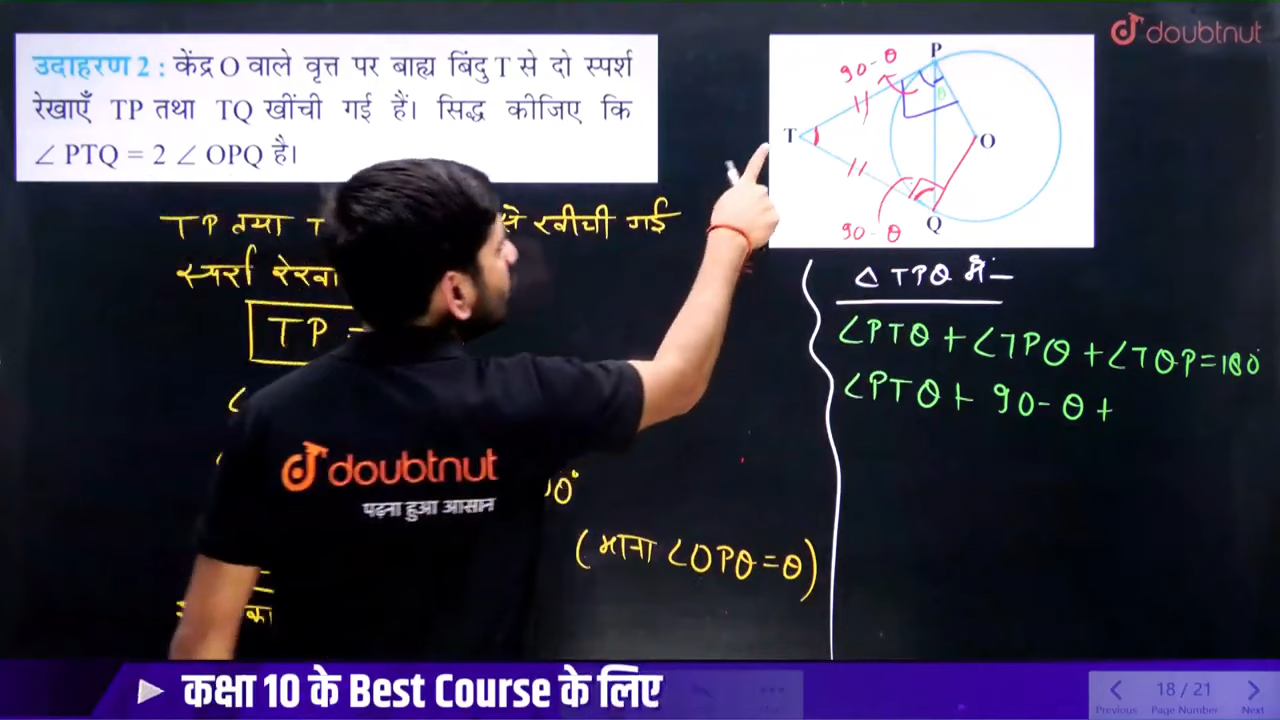 doubtnut
उदाहरण 2 : केंद्र O वाले वृत्त पर बाह्य बिंदु T से दो स्पर्श
रेखाएँ TP तथा TQ खींची गई हैं। सिद्ध कीजिए कि
∠ PTQ = 2 ∠ OPQ है।
90-θ
P
θ
T
O
Q
90-θ
TP तथा T से खींची गई
स्पर्श रेखा
TP =
∠
0°
(माना ∠OPQ=θ)
का
△ TPQ में-
∠PTQ + ∠TPQ + ∠TQP=180°
∠PTQ + 90-θ +
doubtnut
पढ़ना हुआ आसान
कक्षा 10 के Best Course के लिए
18 / 21
Previous Page Number Next